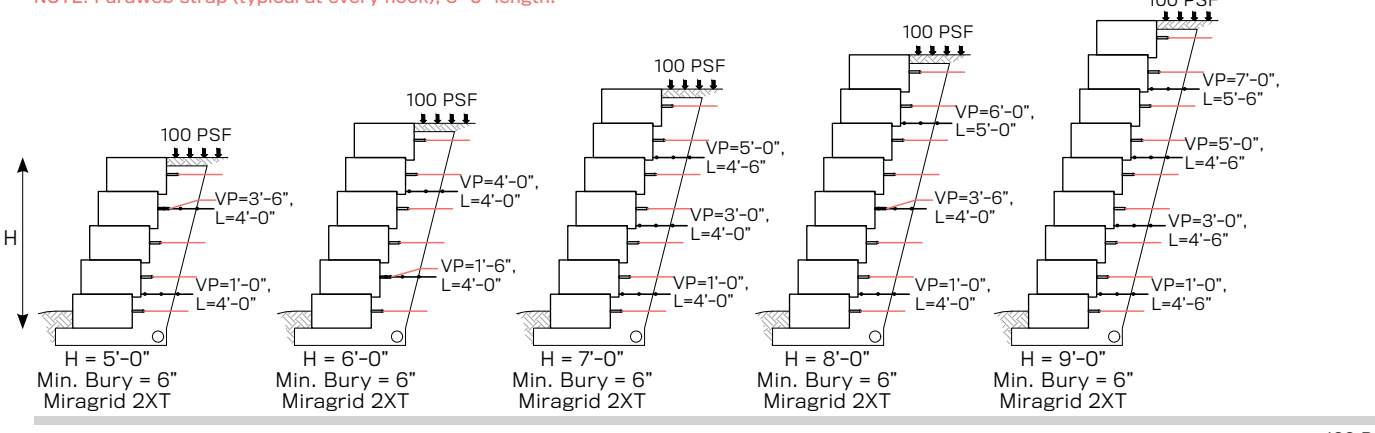 NOTE: Paraweb strap (typical at every hook), 3'-0" length.
100 PSF
VP=3'-6",
L=4'-0"
VP=1'-0",
L=4'-0"
H
H = 5'-0"
Min. Bury = 6"
Miragrid 2XT
100 PSF
VP=4'-0",
L=4'-0"
VP=1'-6",
L=4'-0"
H = 6'-0"
Min. Bury = 6"
Miragrid 2XT
100 PSF
VP=5'-0",
L=4'-6"
VP=3'-0",
L=4'-0"
VP=1'-0",
L=4'-0"
H = 7'-0"
Min. Bury = 6"
Miragrid 2XT
100 PSF
VP=6'-0",
L=5'-0"
VP=3'-6",
L=4'-0"
VP=1'-0",
L=4'-0"
H = 8'-0"
Min. Bury = 6"
Miragrid 2XT
100 PSF
VP=7'-0",
L=5'-6"
VP=5'-0",
L=4'-6"
VP=3'-0",
L=4'-6"
VP=1'-0",
L=4'-6"
H = 9'-0"
Min. Bury = 6"
Miragrid 2XT